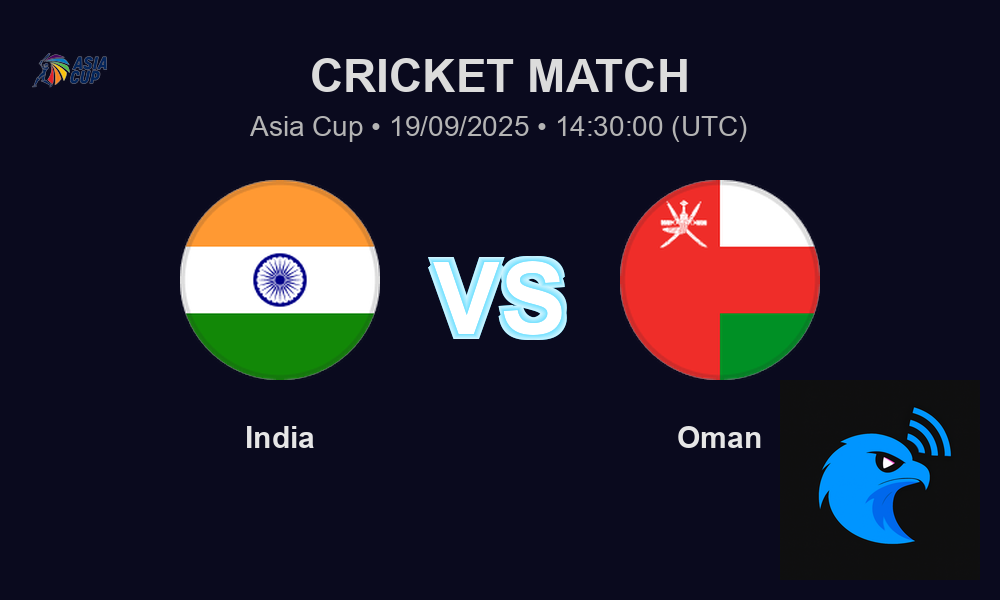 ASIA
CUP
CRICKET MATCH
Asia Cup • 19/09/2025 • 14:30:00 (UTC)
VS
India
Oman